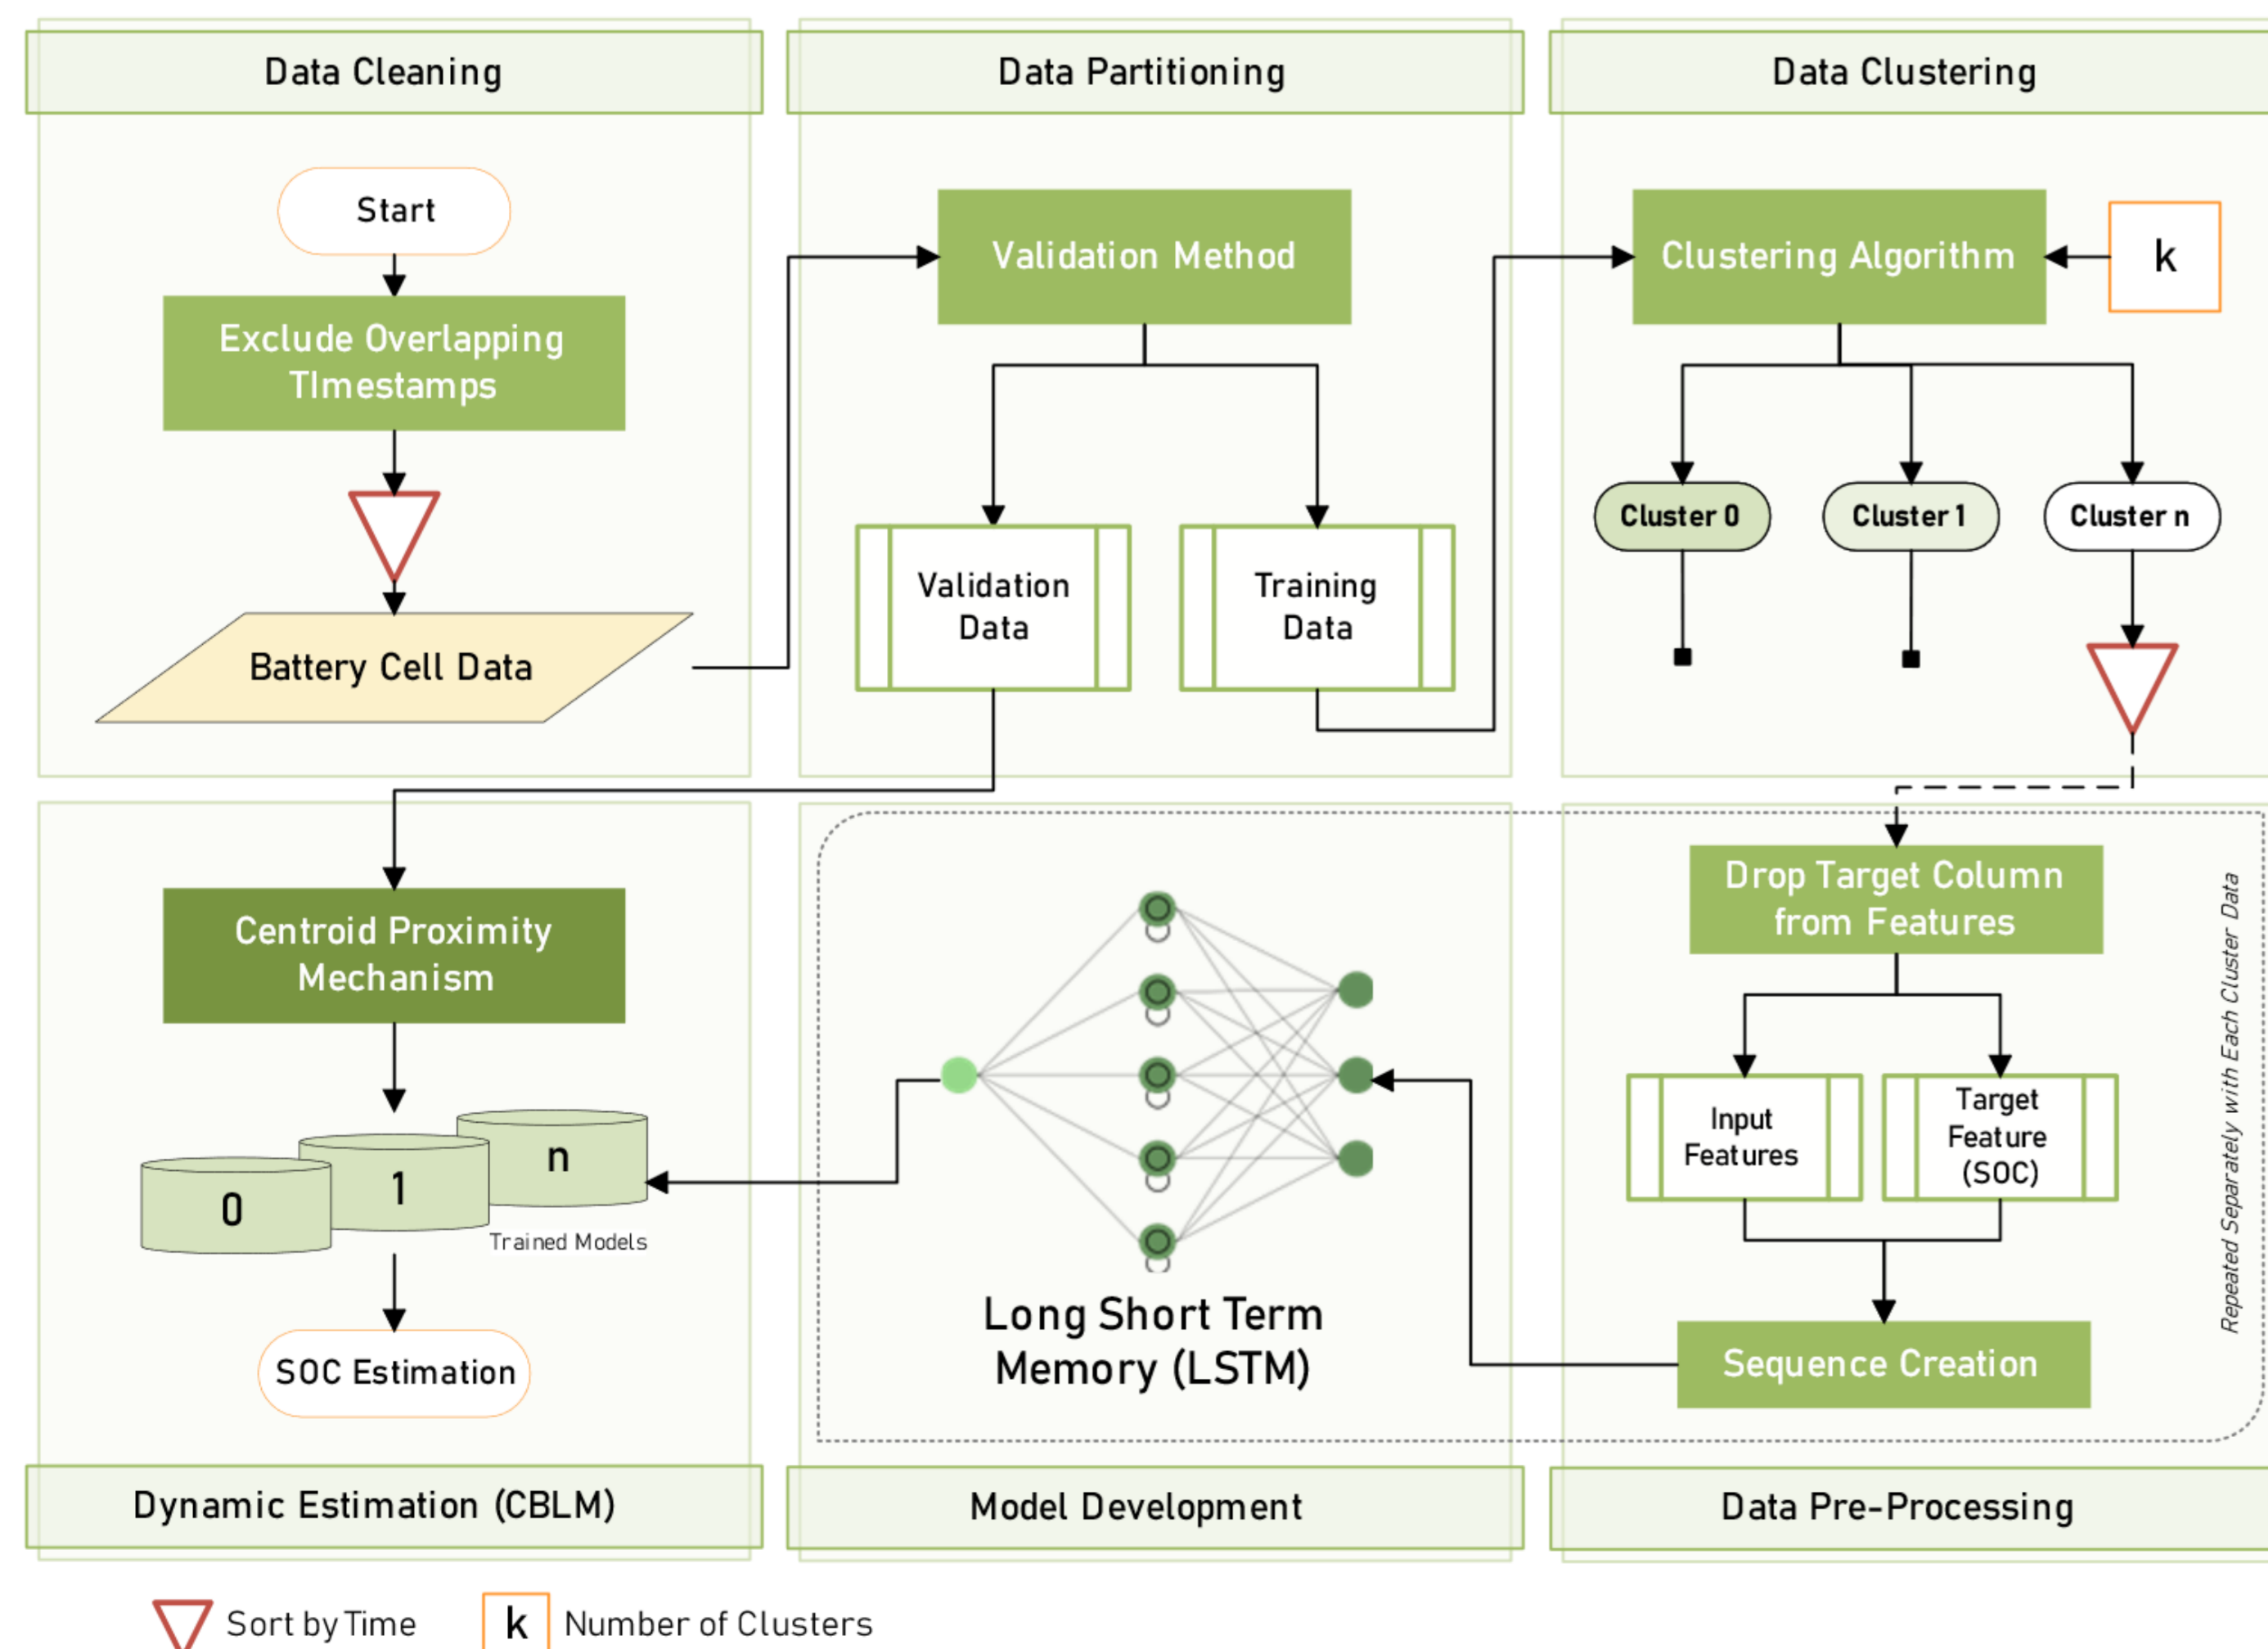 Data Cleaning
Start
Exclude Overlapping
TImestamps
Battery Cell Data
Data Partitioning
Validation Method
Validation
Data
Training
Data
Data Clustering
Clustering Algorithm
k
Cluster 0
Cluster 1
Cluster n
Drop Target Column
from Features
Input
Features
Target
Feature
(SOC)
Sequence Creation
Repeated Separately with Each Cluster Data
Data Pre-Processing
Long Short Term
Memory (LSTM)
Model Development
Centroid Proximity
Mechanism
0
1
n
Trained Models
SOC Estimation
Dynamic Estimation (CBLM)
Sort by Time
k
Number of Clusters